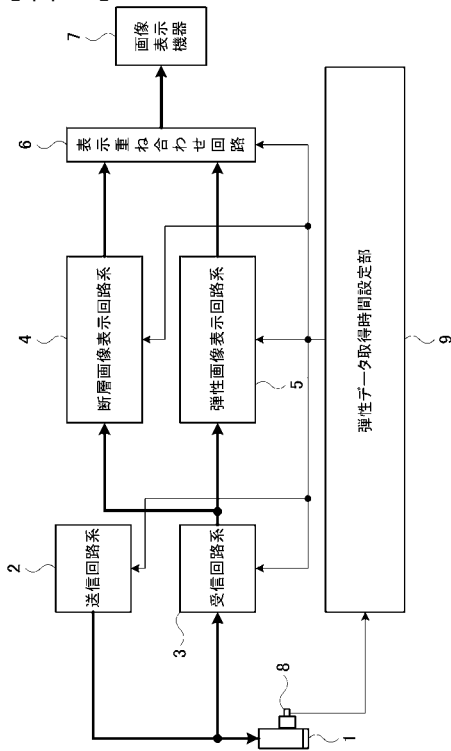 7
画像
表示
機器
6
表示重ね合わせ回路
4
断層画像表示回路系
弾性画像表示回路系
5
2
送信回路系
受信回路系
3
弾性データ取得時間設定部
9
8
1